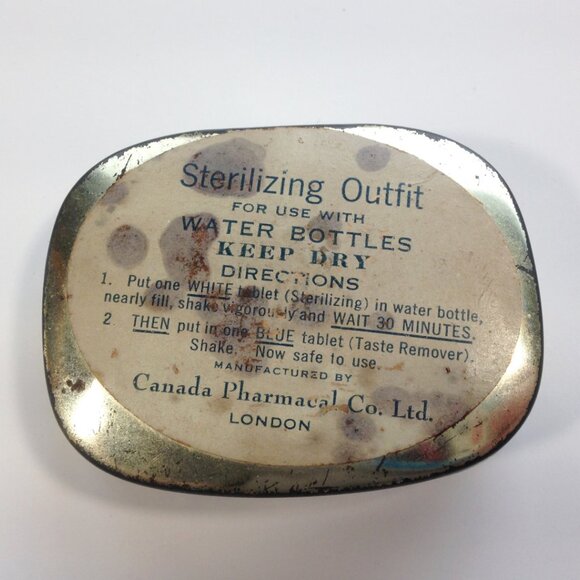 Sterilizing Outfit
FOR USE WITH
WATER BOTTLES
KEEP DRY
DIRECTIONS
1. Put one WHITE tablet (Sterilizing) in water bottle,
nearly fill, shake vigorously and WAIT 30 MINUTES.
2 THEN put in one BLUE tablet (Taste Remover).
Shake. Now safe to use.
MANUFACTURED BY
Canada Pharmacal Co. Ltd.
LONDON